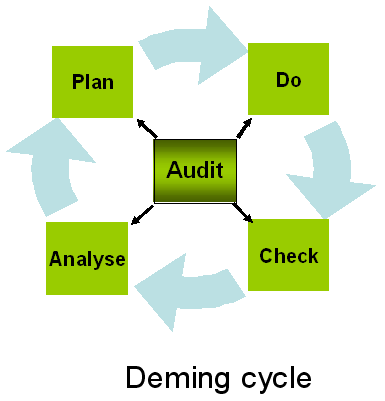 Plan
Do
Audit
Analyse
Check
Deming cycle